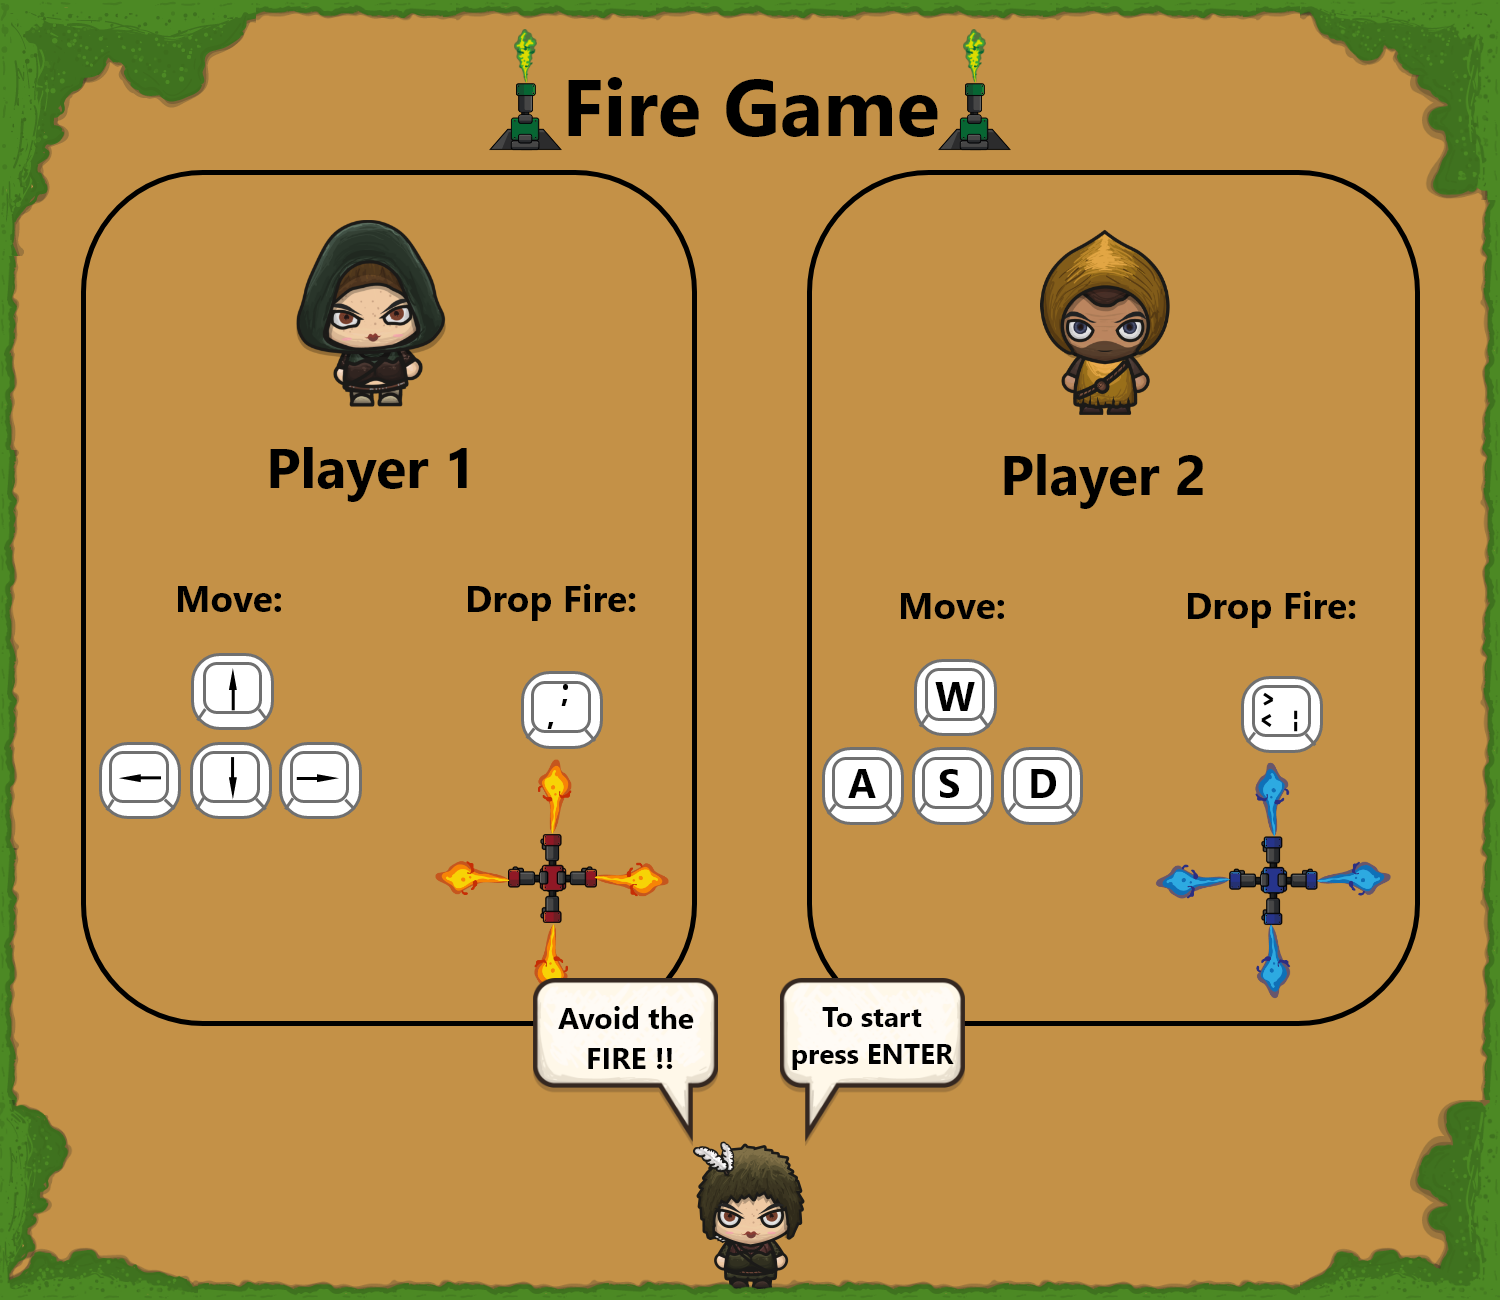 Fire Game
Player 1
Move:
Drop Fire:
↑
← ↓ →
;
,
Player 2
Move:
Drop Fire:
W
A S D
>
< ¦
Avoid the
FIRE !!
To start
press ENTER